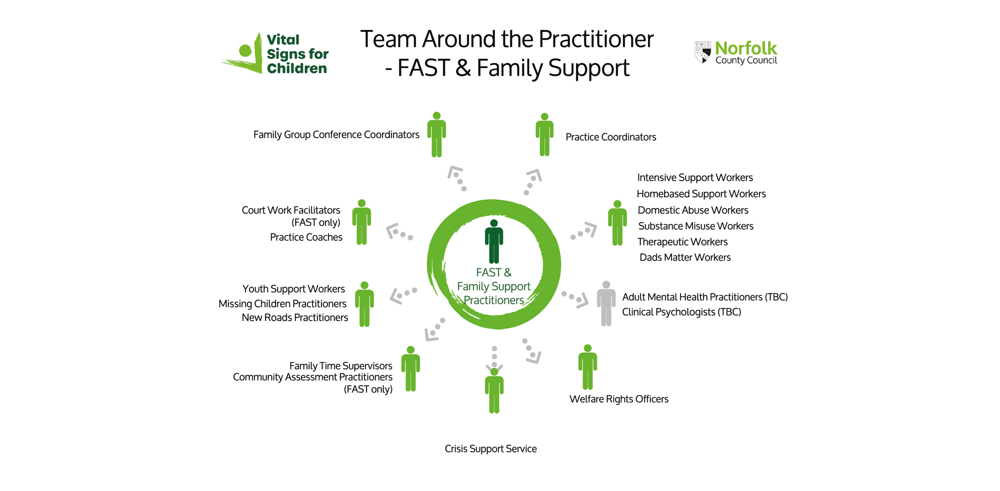 Vital
Signs for
Children
Team Around the Practitioner
- FAST & Family Support
Norfolk
County Council
Family Group Conference Coordinators
Practice Coordinators
Intensive Support Workers
Homebased Support Workers
Domestic Abuse Workers
Substance Misuse Workers
Therapeutic Workers
Dads Matter Workers
Court Work Facilitators
(FAST only)
Practice Coaches
FAST &
Family Support
Practitioners
Youth Support Workers
Missing Children Practitioners
New Roads Practitioners
Adult Mental Health Practitioners (TBC)
Clinical Psychologists (TBC)
Family Time Supervisors
Community Assessment Practitioners
(FAST only)
Welfare Rights Officers
Crisis Support Service